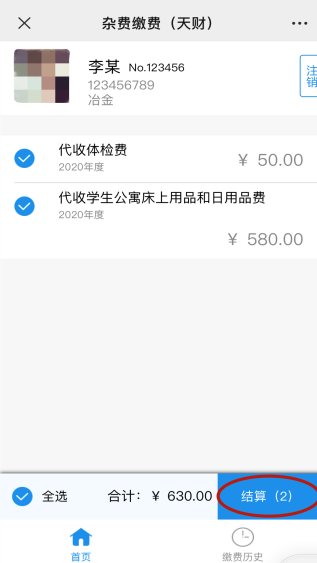 杂费缴费（天财）
李某 No.123456
123456789
冶金
注
销
代收体检费
2020年度
¥ 50.00
代收学生公寓床上用品和日用品费
2020年度
¥ 580.00
全选 合计：¥ 630.00 结算（2）
首页 缴费历史